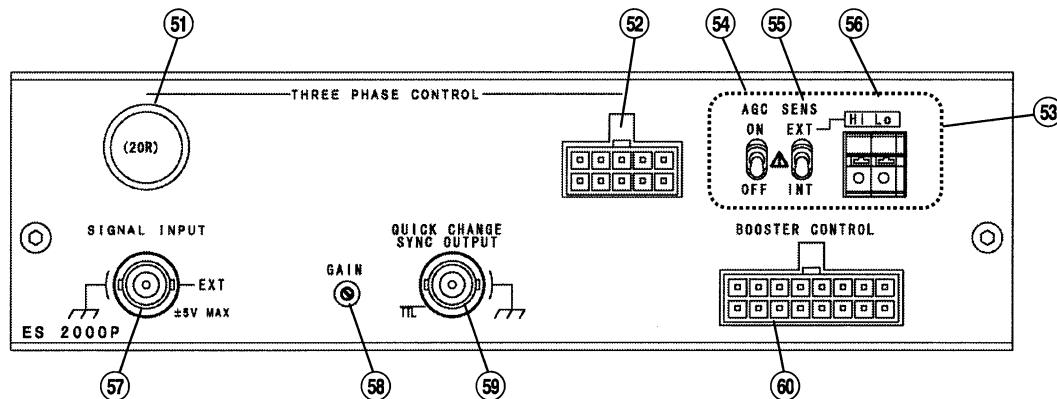 51 52 54 55 56
THREE PHASE CONTROL
(20R)
AGC SENS
ON EXT
Hi Lo
53
OFF INT
SIGNAL INPUT
QUICK CHANGE
SYNC OUTPUT
BOOSTER CONTROL
GAIN
EXT
±5V MAX
TTL
ES 2000P
57 58 59 60